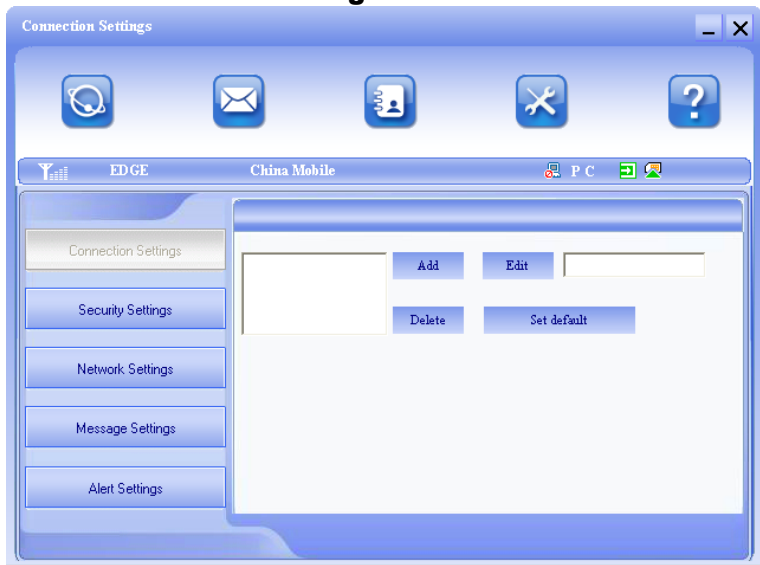 Connection Settings
EDGE China Mobile P C
Connection Settings
Add Edit
Security Settings
Delete Set default
Network Settings
Message Settings
Alert Settings